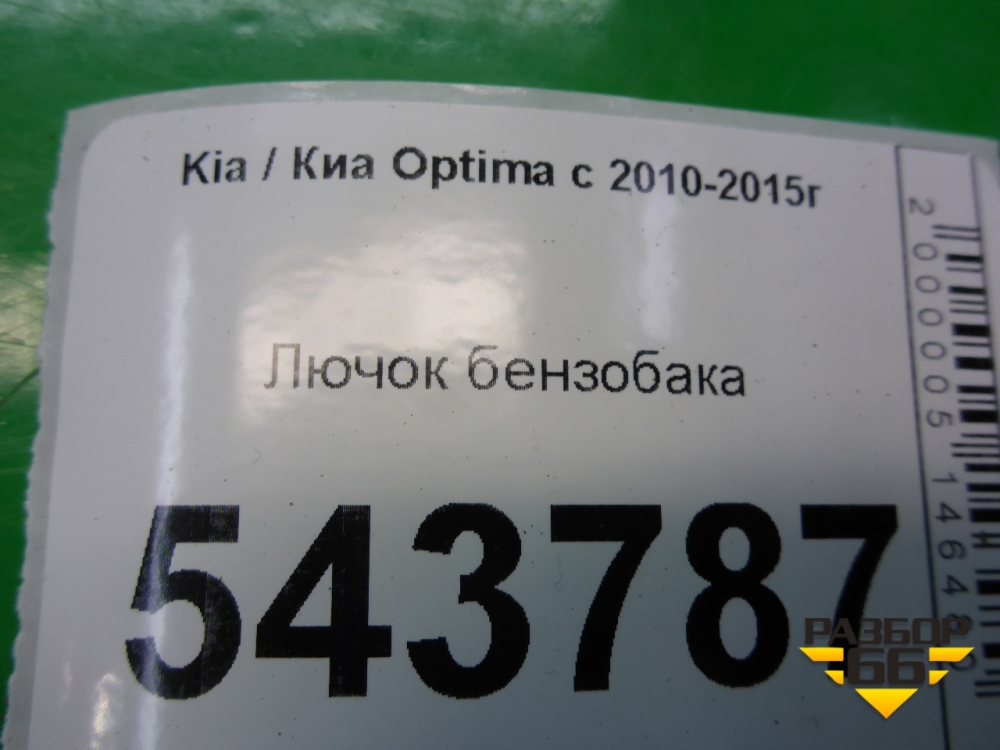 Kia / Киа Optima с 2010-2015г
Лючок бензобака
543787
РАЗБОР
66